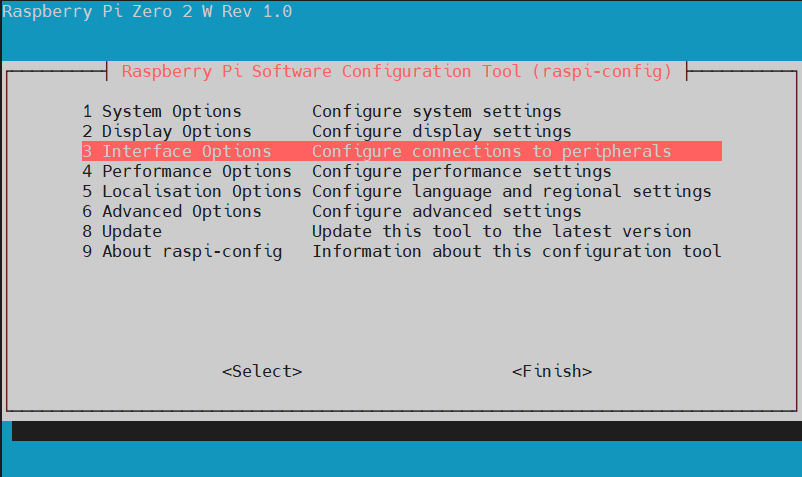 Raspberry Pi Zero 2 W Rev 1.0
Raspberry Pi Software Configuration Tool (raspi-config)
1 System Options Configure system settings
2 Display Options Configure display settings
3 Interface Options Configure connections to peripherals
4 Performance Options Configure performance settings
5 Localisation Options Configure language and regional settings
6 Advanced Options Configure advanced settings
8 Update Update this tool to the latest version
9 About raspi-config Information about this configuration tool
<Select> <Finish>